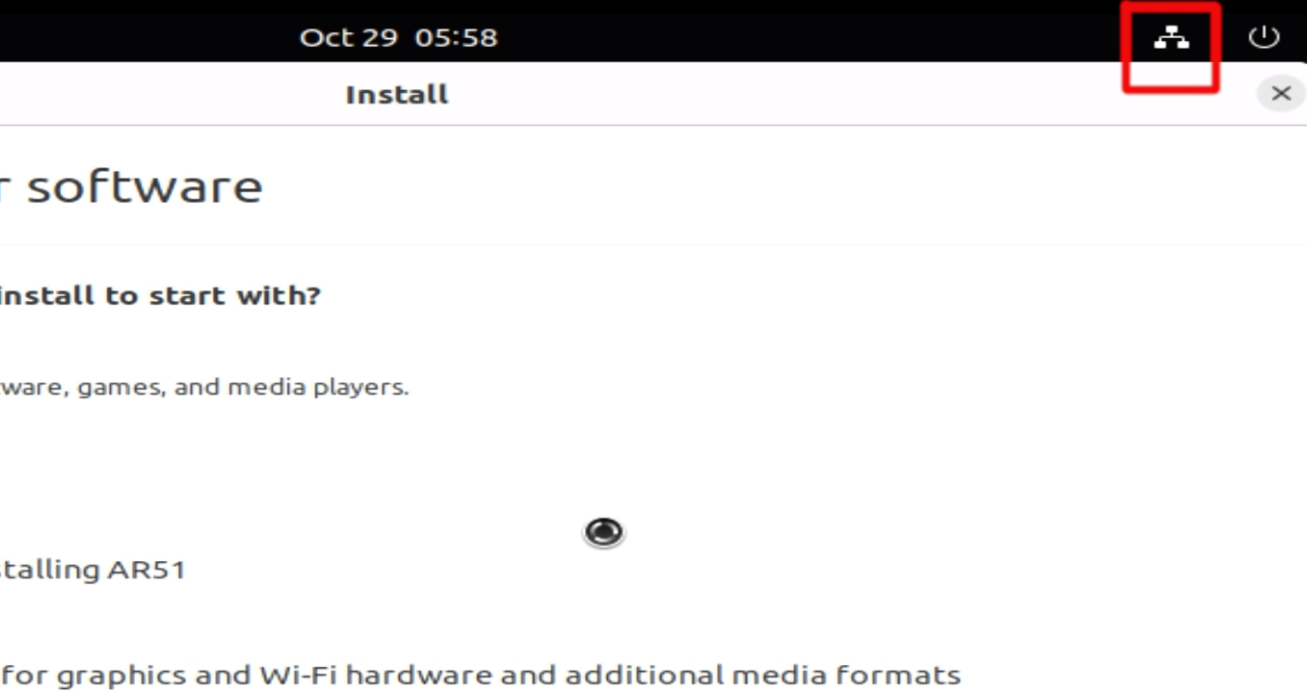 Oct 29 05:58
Install
r software
install to start with?
ware, games, and media players.
talling AR51
for graphics and Wi-Fi hardware and additional media formats